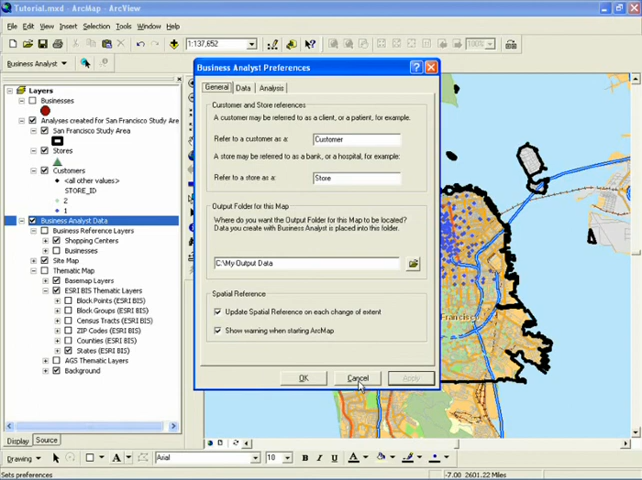 Tutorial.mxd - ArcMap - ArcView
File Edit View Insert Selection Tools Window Help
1:137,652
100%
Business Analyst
Layers
Businesses
Analyses created for San Francisco Study Area
San Francisco Study Area
Stores
Customers
<all other values>
STORE_ID
2
1
Business Analyst Data
Business Reference Layers
Shopping Centers
Businesses
Site Map
Thematic Map
Basemap Layers
ESRI BIS Thematic Layers
Block Points (ESRI BIS)
Block Groups (ESRI BIS)
Census Tracts (ESRI BIS)
ZIP Codes (ESRI BIS)
Counties (ESRI BIS)
States (ESRI BIS)
AGS Thematic Layers
Background
Display Source
Business Analyst Preferences
General Data Analysis
Customer and Store references
A customer may be referred to as a client, or a patient, for example.
Refer to a customer as a: Customer
A store may be referred to as a bank, or a hospital, for example:
Refer to a store as a: Store
Output Folder for this Map
Where do you want the Output Folder for this Map to be located?
Data you create with Business Analyst is placed into this folder.
C:\My Output Data
Spatial Reference
Update Spatial Reference on each change of extent
Show warning when starting ArcMap
OK Cancel Apply
Francisco
Drawing A Arial 10 B I U A
Sets preferences -7.00 2601.22 Miles